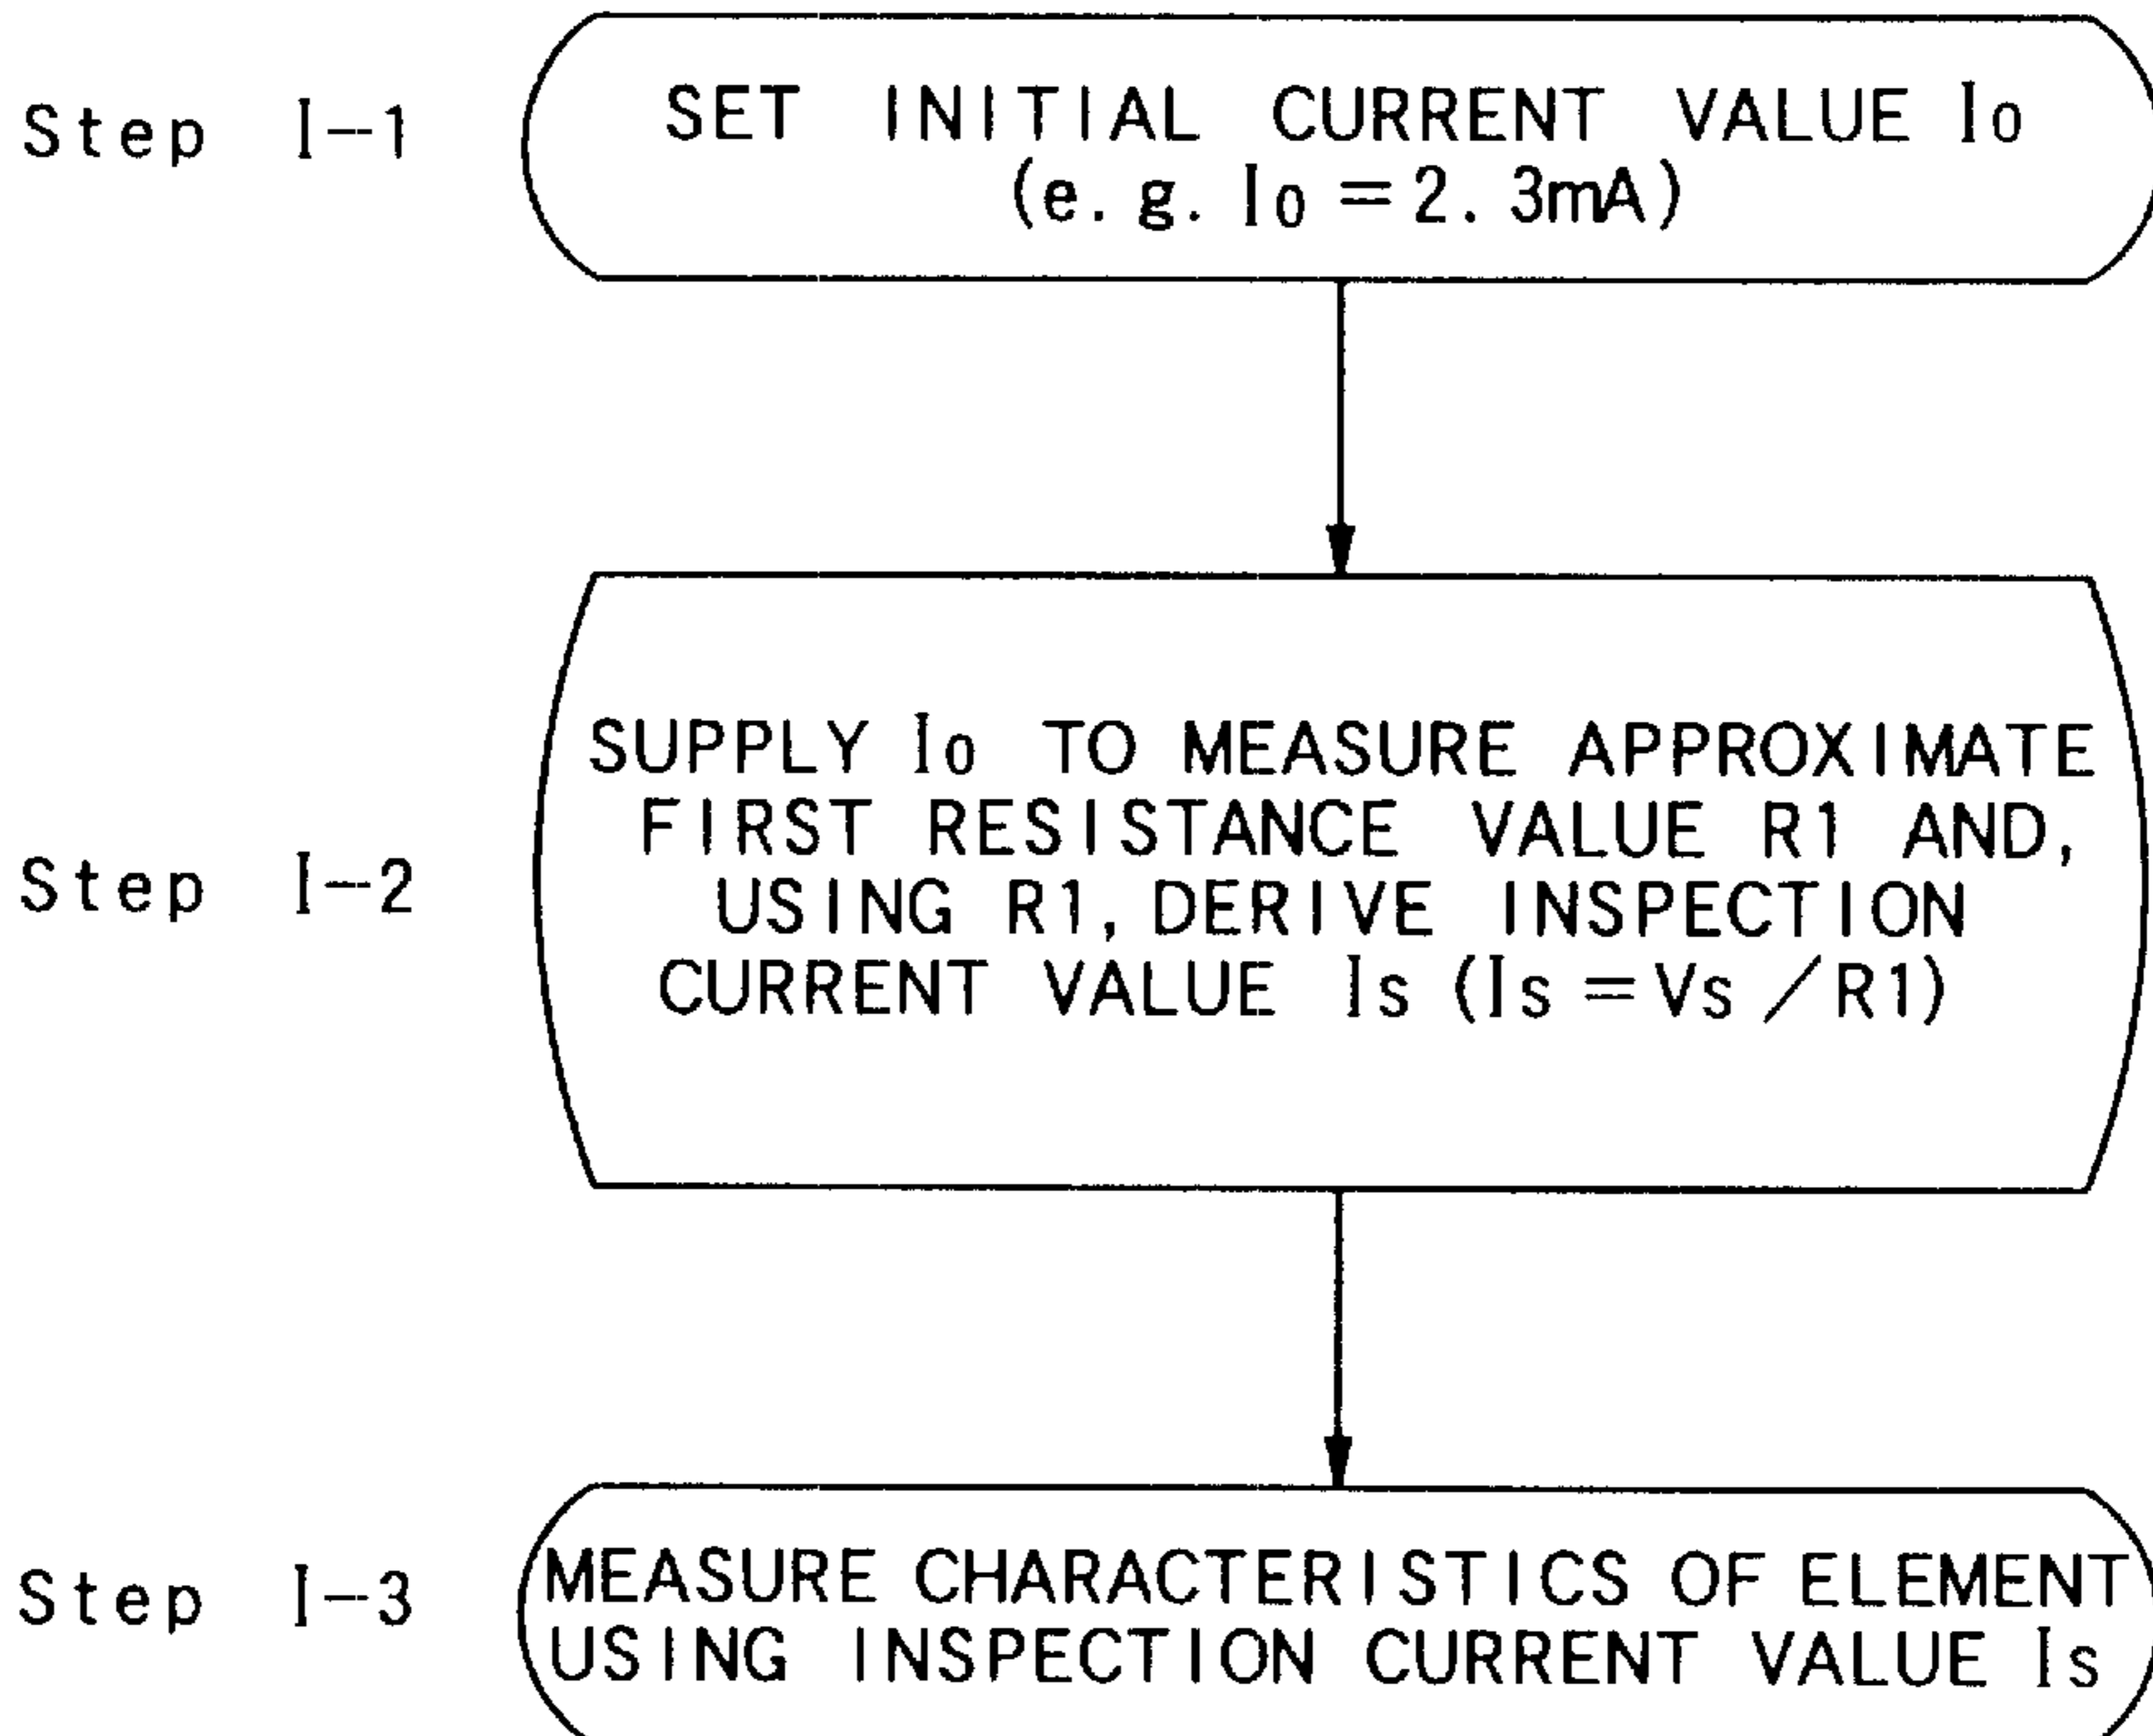 Step I-1
SET INITIAL CURRENT VALUE Io
(e.g. Io=2.3mA)
Step I-2
SUPPLY Io TO MEASURE APPROXIMATE
FIRST RESISTANCE VALUE R1 AND,
USING R1, DERIVE INSPECTION
CURRENT VALUE Is (Is=Vs/R1)
Step I-3
MEASURE CHARACTERISTICS OF ELEMENT
USING INSPECTION CURRENT VALUE Is